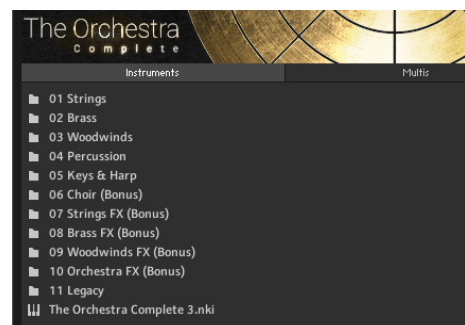 The Orchestra
Complete
Instruments Multis
01 Strings
02 Brass
03 Woodwinds
04 Percussion
05 Keys & Harp
06 Choir (Bonus)
07 Strings FX (Bonus)
08 Brass FX (Bonus)
09 Woodwinds FX (Bonus)
10 Orchestra FX (Bonus)
11 Legacy
The Orchestra Complete 3.nki